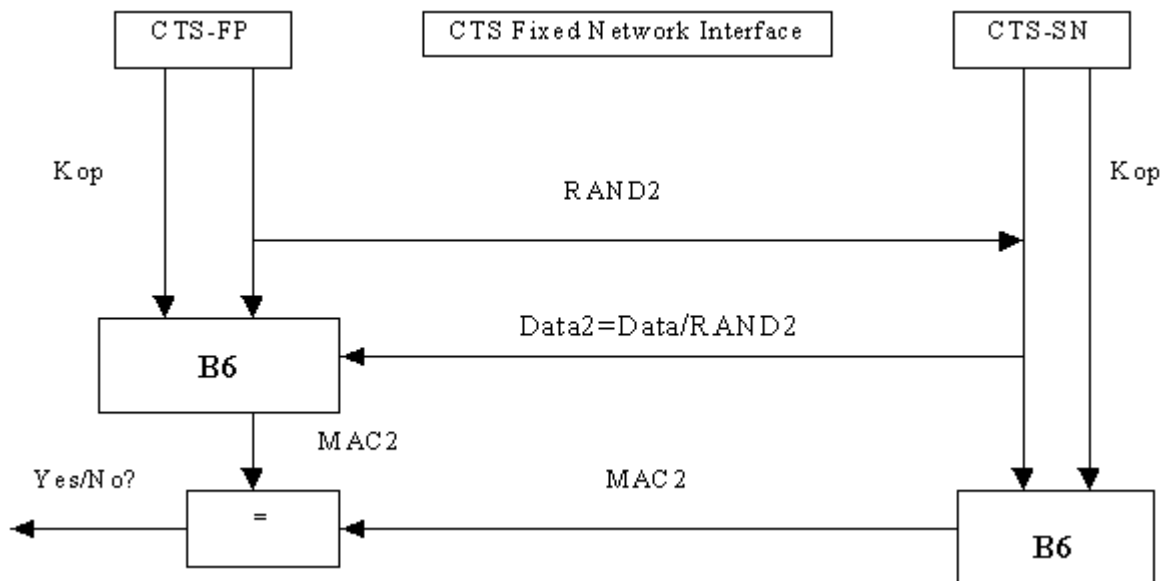 CTS-FP
CTS Fixed Network Interface
CTS-SN
Kop
Kop
RAND2
Data2=Data/RAND2
B6
MAC2
Yes/No?
MAC2
=
B6